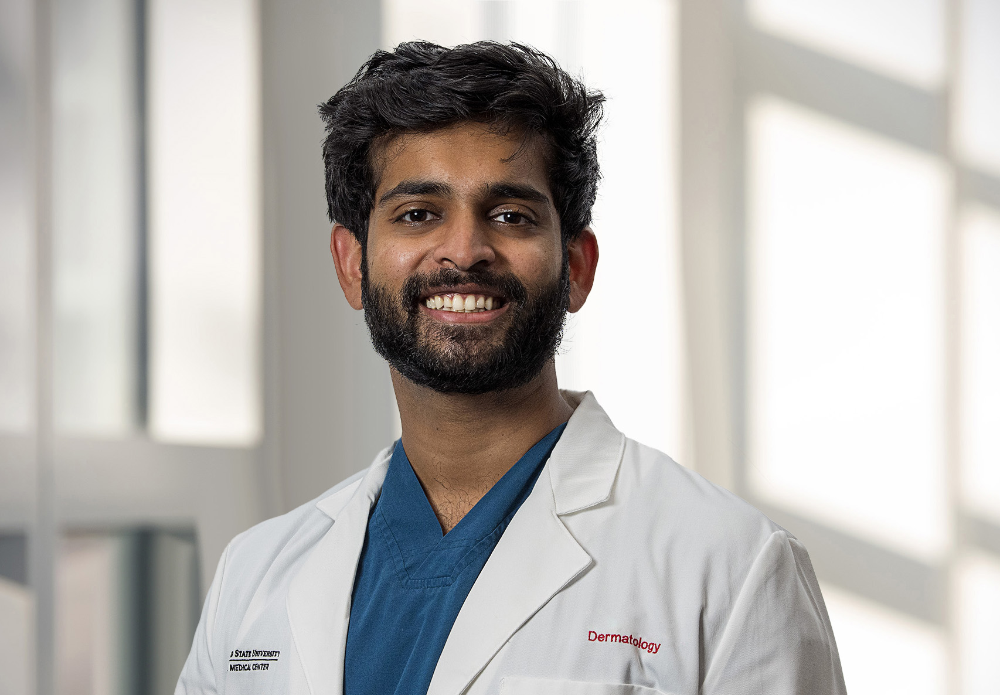 O STATE UNIVERSITY
MEDICAL CENTER
Dermatology